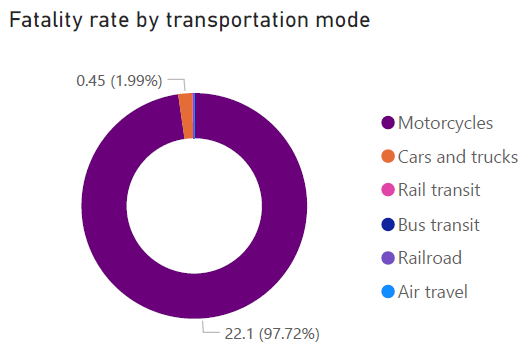 Fatality rate by transportation mode
0.45 (1.99%)
Motorcycles
Cars and trucks
Rail transit
Bus transit
Railroad
Air travel
22.1 (97.72%)